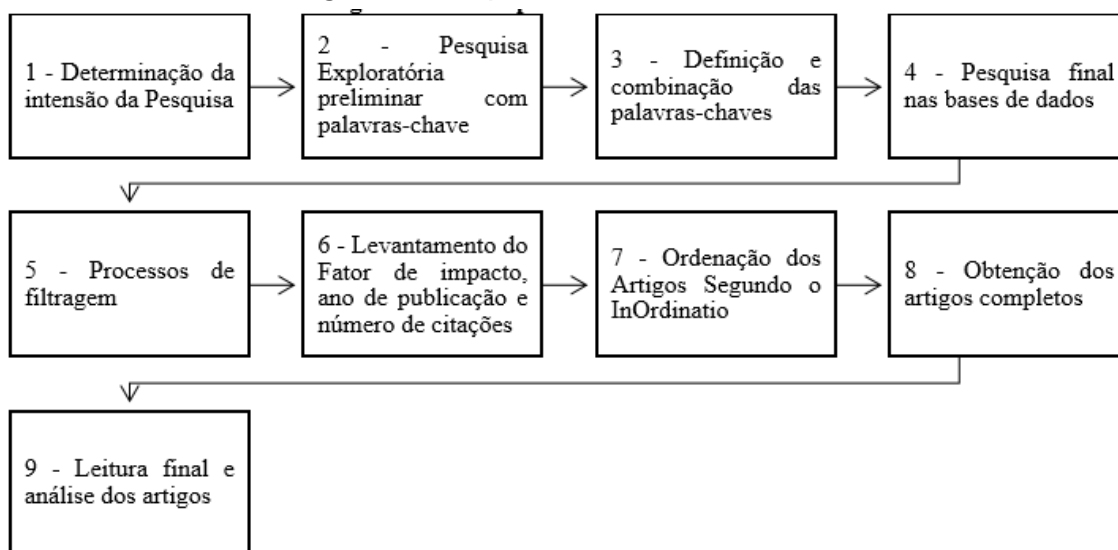 1 - Determinação da
intensão da Pesquisa
2 - Pesquisa
Exploratória
preliminar com
palavras-chave
3 - Definição e
combinação das
palavras-chaves
4 - Pesquisa final
nas bases de dados
5 - Processos de
filtragem
6 - Levantamento do
Fator de impacto,
ano de publicação e
número de citações
7 - Ordenação dos
Artigos Segundo o
InOrdinatio
8 - Obtenção dos
artigos completos
9 - Leitura final e
análise dos artigos